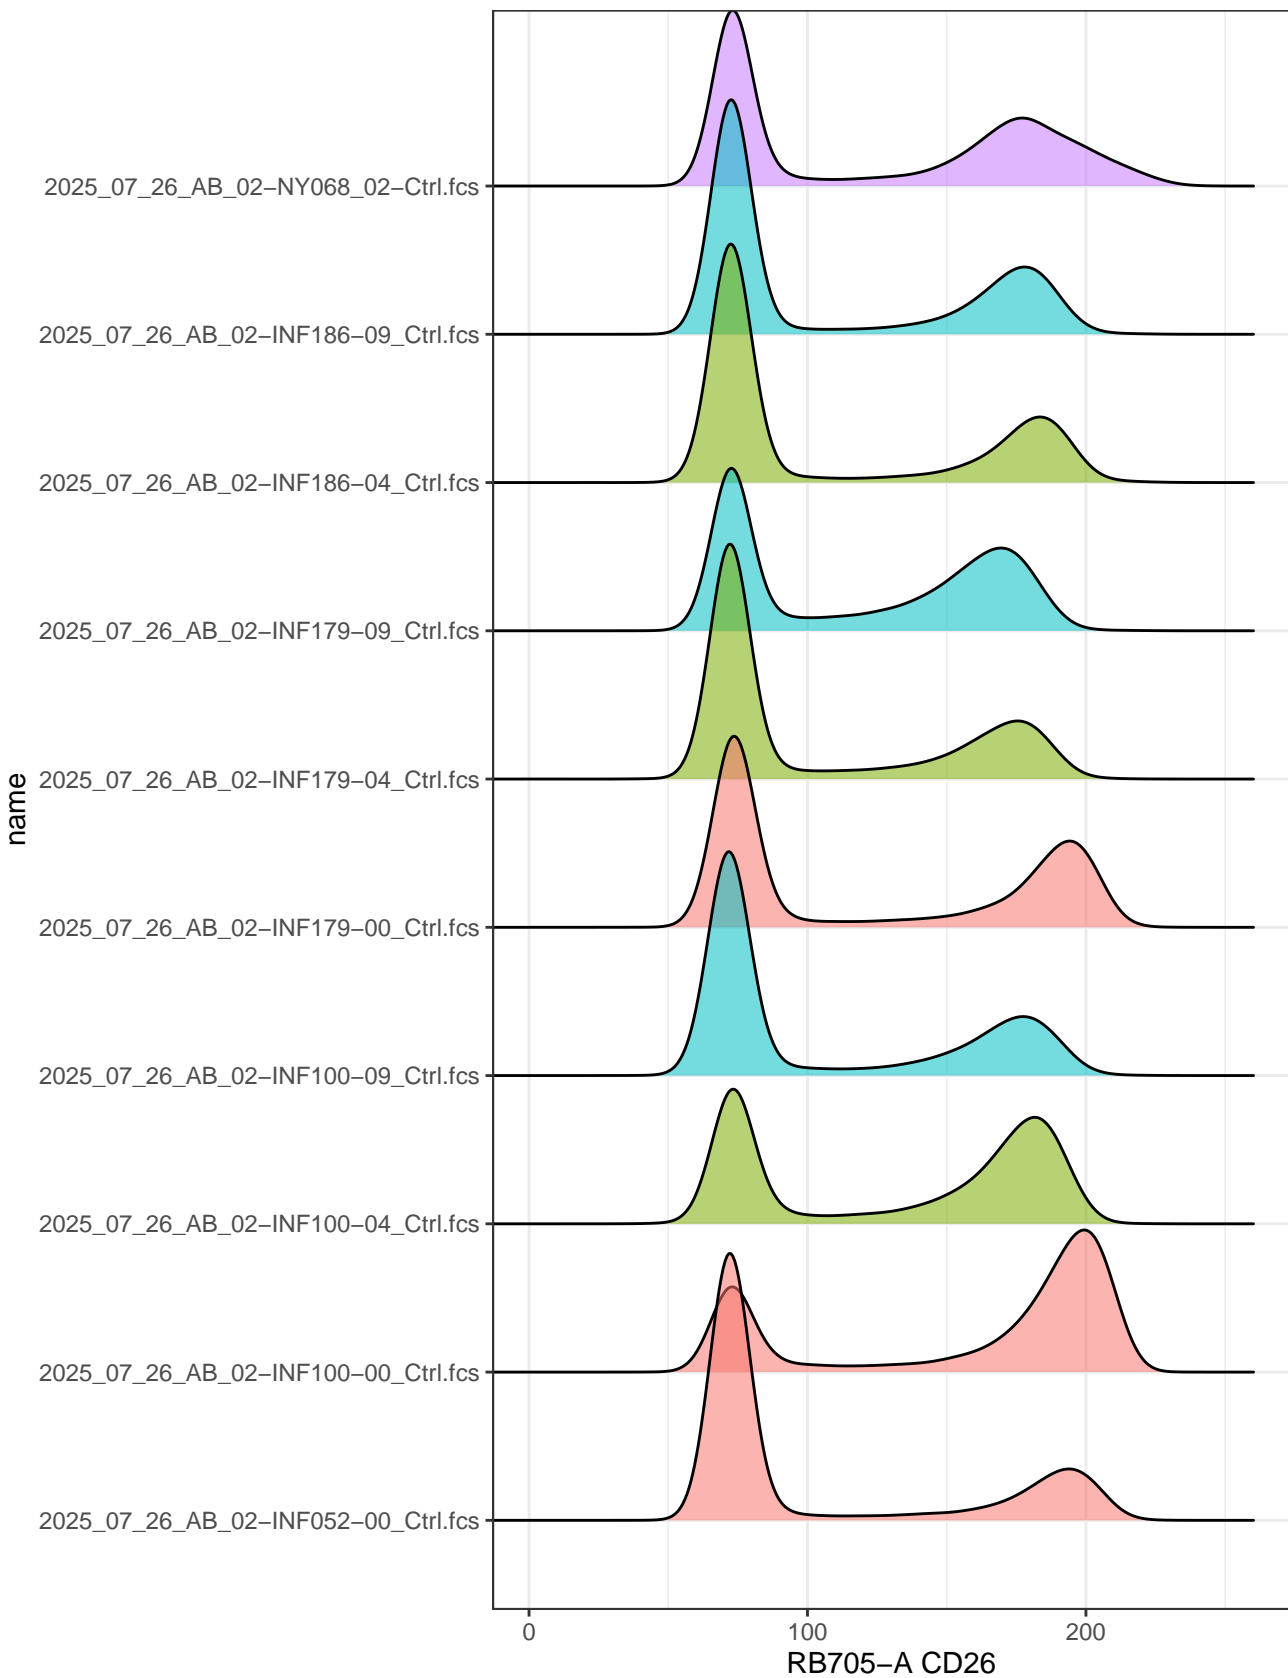 2025_07_26_AB_02−NY068_02−Ctrl.fcs
2025_07_26_AB_02−INF186−09_Ctrl.fcs
2025_07_26_AB_02−INF186−04_Ctrl.fcs
2025_07_26_AB_02−INF179−09_Ctrl.fcs
2025_07_26_AB_02−INF179−04_Ctrl.fcs
2025_07_26_AB_02−INF179−00_Ctrl.fcs
2025_07_26_AB_02−INF100−09_Ctrl.fcs
2025_07_26_AB_02−INF100−04_Ctrl.fcs
2025_07_26_AB_02−INF100−00_Ctrl.fcs
2025_07_26_AB_02−INF052−00_Ctrl.fcs
name
0 100 200
RB705−A CD26